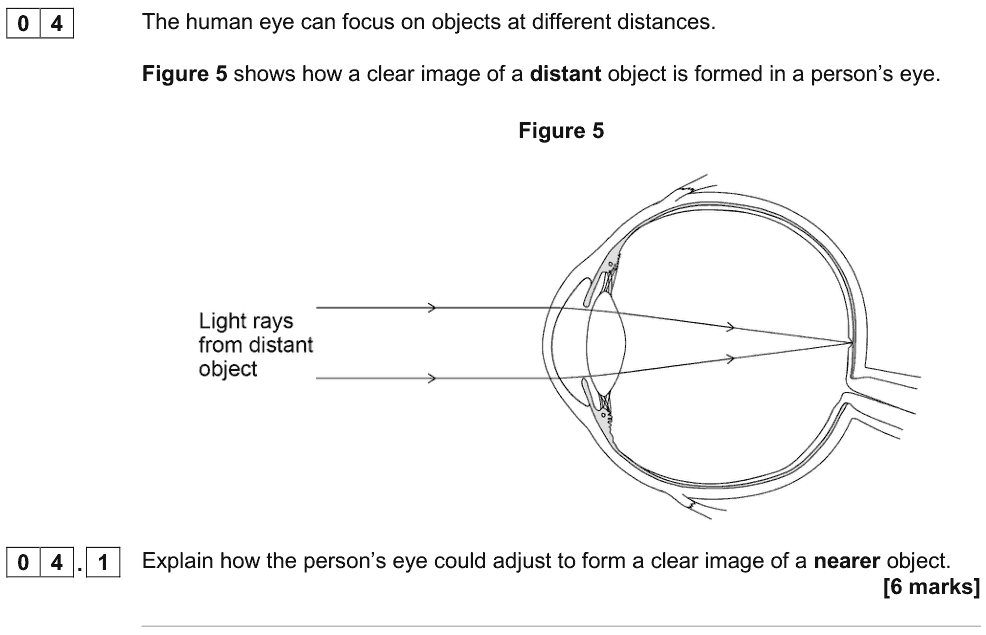 0 4 The human eye can focus on objects at different distances.
Figure 5 shows how a clear image of a distant object is formed in a person's eye.
Figure 5
Light rays
from distant
object
0 4 . 1 Explain how the person's eye could adjust to form a clear image of a nearer object.
[6 marks]